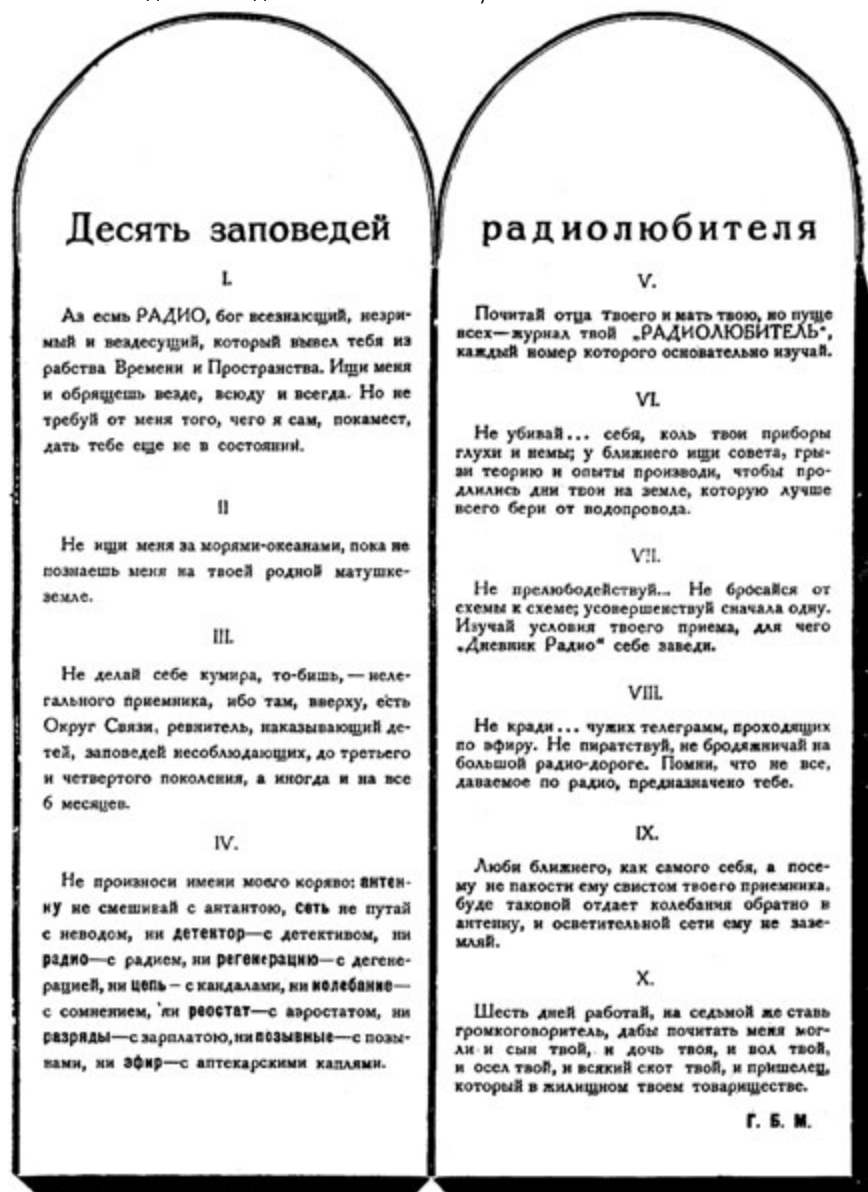 Десять заповедей
I.
Аз есмь РАДИО, бог всезнающий, незри-
мый и вездесущий, который вывел тебя из
рабства Времени и Пространства. Ищи меня
и обрящешь везде, всюду и всегда. Но не
требуй от меня того, чего я сам, покамест,
дать тебе еще не в состоянии.
II
Не ищи меня за морями-океанами, пока не
познаешь меня на твоей родной матушке-
земле.
III.
Не делай себе кумира, то-бишь, — неле-
гального приемника, ибо там, вверху, есть
Округ Связи, ревнитель, наказывающий де-
тей, заповедей несоблюдающих, до третьего
и четвертого поколения, а иногда и на все
6 месяцев.
IV.
Не произноси имени моего коряво: антен-
ну не смешивай с антантою, сеть не путай
с неводом, ни детектор—с детективом, ни
радио—с радием, ни регенерацию—с дегене-
рацией, ни цепь – с кандалами, ни колебание—
с сомнением, ни реостат—с аэростатом, ни
разряды—с зарплатою, ни позывные—с позы-
вами, ни эфир—с аптекарскими каплями.
радиолюбителя
V.
Почитай отца твоего и мать твою, но пуще
всех—журнал твой „РАДИОЛЮБИТЕЛЬ“,
каждый номер которого основательно изучай.
VI.
Не убивай... себя, коль твои приборы
глухи и немы; у ближнего ищи совета, гры-
зи теорию и опыты производи, чтобы про-
длились дни твои на земле, которую лучше
всего бери от водопровода.
VII.
Не прелюбодействуй... Не бросайся от
схемы к схеме; усовершенствуй сначала одну.
Изучай условия твоего приема, для чего
„Дневник Радио“ себе заведи.
VIII.
Не кради... чужих телеграмм, проходящих
по эфиру. Не пиратствуй, не бродяжничай на
большой радио-дороге. Помни, что не все,
даваемое по радио, предназначено тебе.
IX.
Люби ближнего, как самого себя, а посе-
му не пакости ему свистом твоего приемника,
буде таковой отдает колебания обратно в
антенну, и осветительной сети ему не зазе-
мляй.
X.
Шесть дней работай, на седьмой же ставь
громкоговоритель, дабы почитать меня мог-
ли и сын твой, и дочь твоя, и вол твой,
и осел твой, и всякий скот твой, и пришелец,
который в жилищном твоем товариществе.
Г. Б. М.